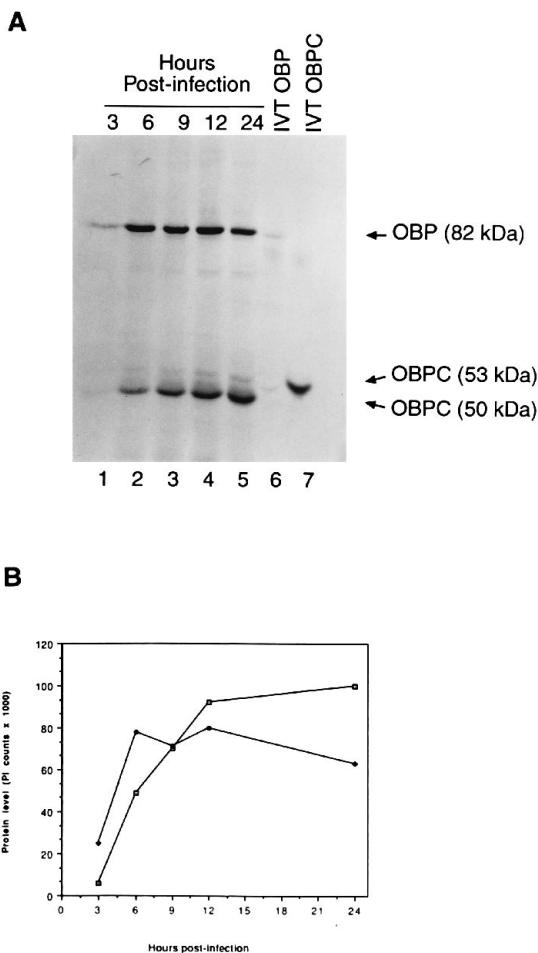 A
Hours
Post-infection
3 6 9 12 24
IVT OBP
IVT OBPC
OBP (82 kDa)
OBPC (53 kDa)
OBPC (50 kDa)
1 2 3 4 5 6 7
B
Protein level (PI counts x 1000)
120
100
80
60
40
20
0
0 3 6 9 12 15 18 21 24
Hours post-infection